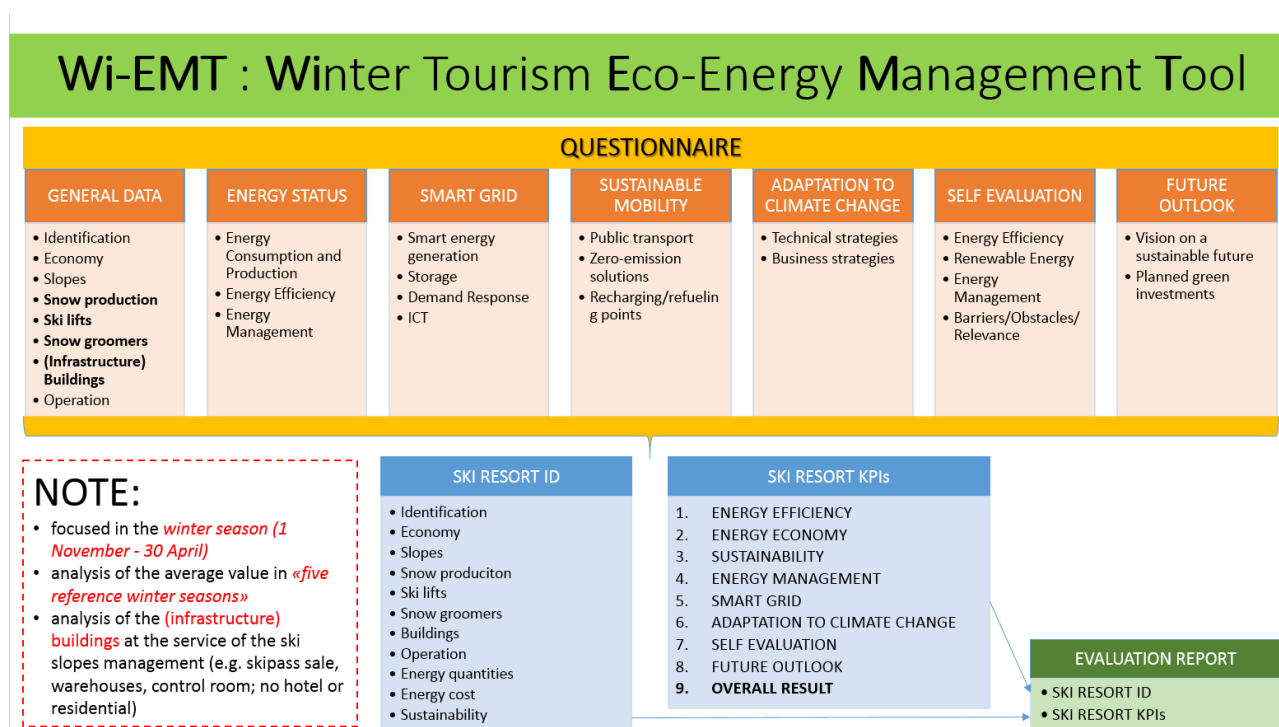 Wi-EMT : Winter Tourism Eco-Energy Management Tool
QUESTIONNAIRE
GENERAL DATA
• Identification
• Economy
• Slopes
• Snow production
• Ski lifts
• Snow groomers
• (Infrastructure)
Buildings
• Operation
ENERGY STATUS
• Energy
Consumption and
Production
• Energy Efficiency
• Energy
Management
SMART GRID
• Smart energy
generation
• Storage
• Demand Response
• ICT
SUSTAINABLE
MOBILITY
• Public transport
• Zero-emission
solutions
• Recharging/refuelin
g points
ADAPTATION TO
CLIMATE CHANGE
• Technical strategies
• Business strategies
SELF EVALUATION
• Energy Efficiency
• Renewable Energy
• Energy
Management
• Barriers/Obstacles/
Relevance
FUTURE
OUTLOOK
• Vision on a
sustainable future
• Planned green
investments
NOTE:
• focused in the winter season (1
November - 30 April)
• analysis of the average value in «five
reference winter seasons»
• analysis of the (infrastructure)
buildings at the service of the ski
slopes management (e.g. skipass sale,
warehouses, control room; no hotel or
residential)
SKI RESORT ID
• Identification
• Economy
• Slopes
• Snow produciton
• Ski lifts
• Snow groomers
• Buildings
• Operation
• Energy quantities
• Energy cost
• Sustainability
SKI RESORT KPIs
1. ENERGY EFFICIENCY
2. ENERGY ECONOMY
3. SUSTAINABILITY
4. ENERGY MANAGEMENT
5. SMART GRID
6. ADAPTATION TO CLIMATE CHANGE
7. SELF EVALUATION
8. FUTURE OUTLOOK
9. OVERALL RESULT
EVALUATION REPORT
• SKI RESORT ID
• SKI RESORT KPIs